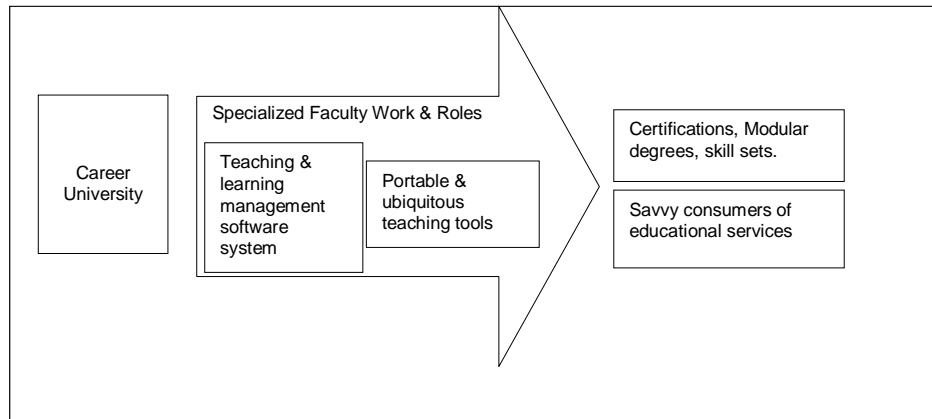 Career
University
Specialized Faculty Work & Roles
Teaching &
learning
management
software
system
Portable &
ubiquitous
teaching tools
Certifications, Modular
degrees, skill sets.
Savvy consumers of
educational services